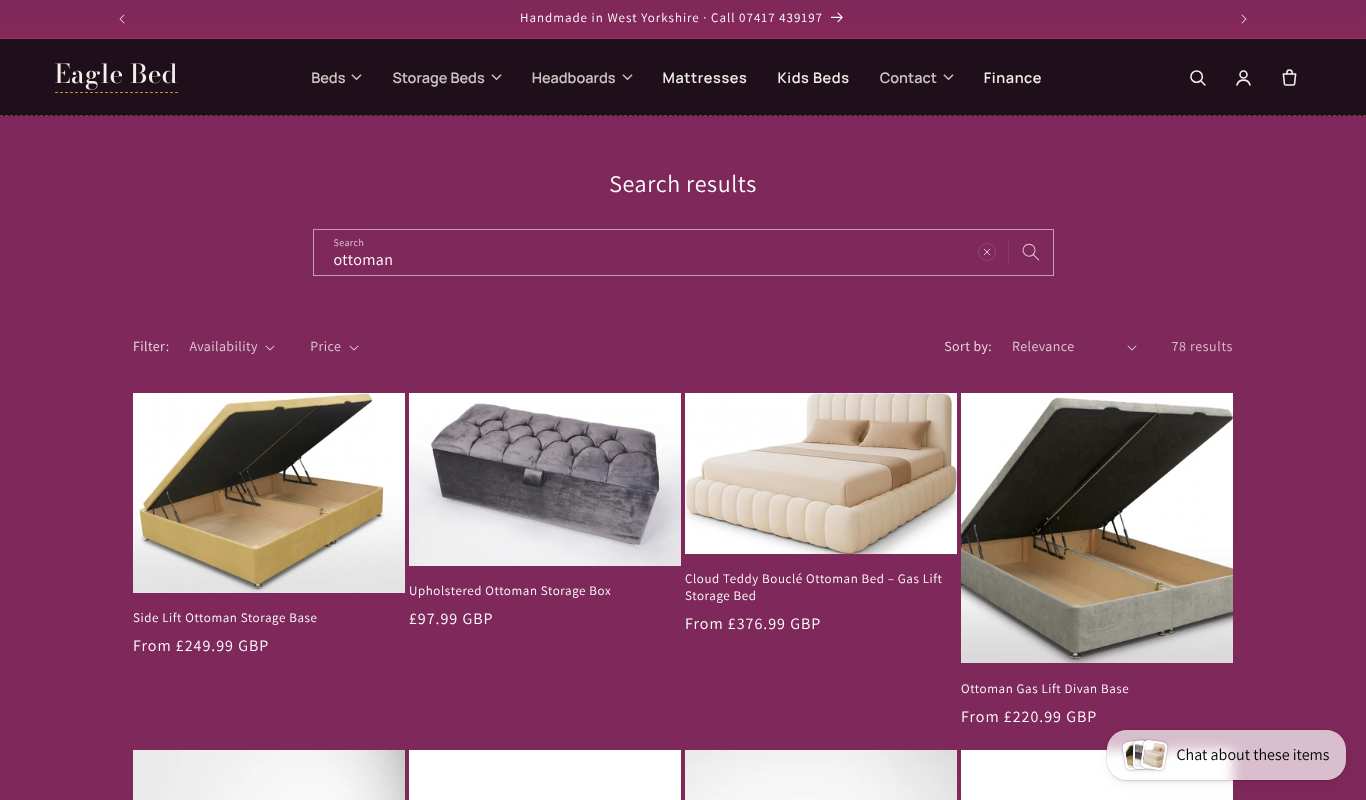 Handmade in West Yorkshire · Call 07417 439197
Eagle Bed
Beds
Storage Beds
Headboards
Mattresses
Kids Beds
Contact
Finance
Search results
Search
ottoman
Filter:
Availability
Price
Sort by:
Relevance
78 results
Side Lift Ottoman Storage Base
From £249.99 GBP
Upholstered Ottoman Storage Box
£97.99 GBP
Cloud Teddy Bouclé Ottoman Bed – Gas Lift
Storage Bed
From £376.99 GBP
Ottoman Gas Lift Divan Base
From £220.99 GBP
Chat about these items